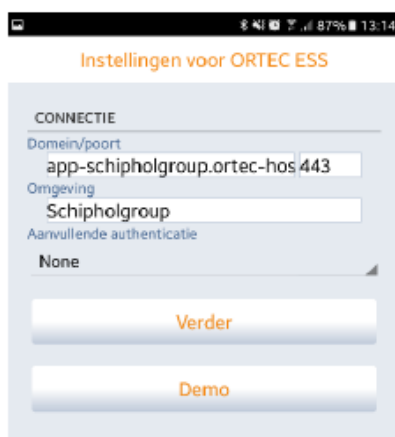 87% 13:14
Instellingen voor ORTEC ESS
CONNECTIE
Domein/poort
app-schipholgroup.ortec-hos 443
Omgeving
Schipholgroup
Aanvullende authenticatie
None
Verder
Demo